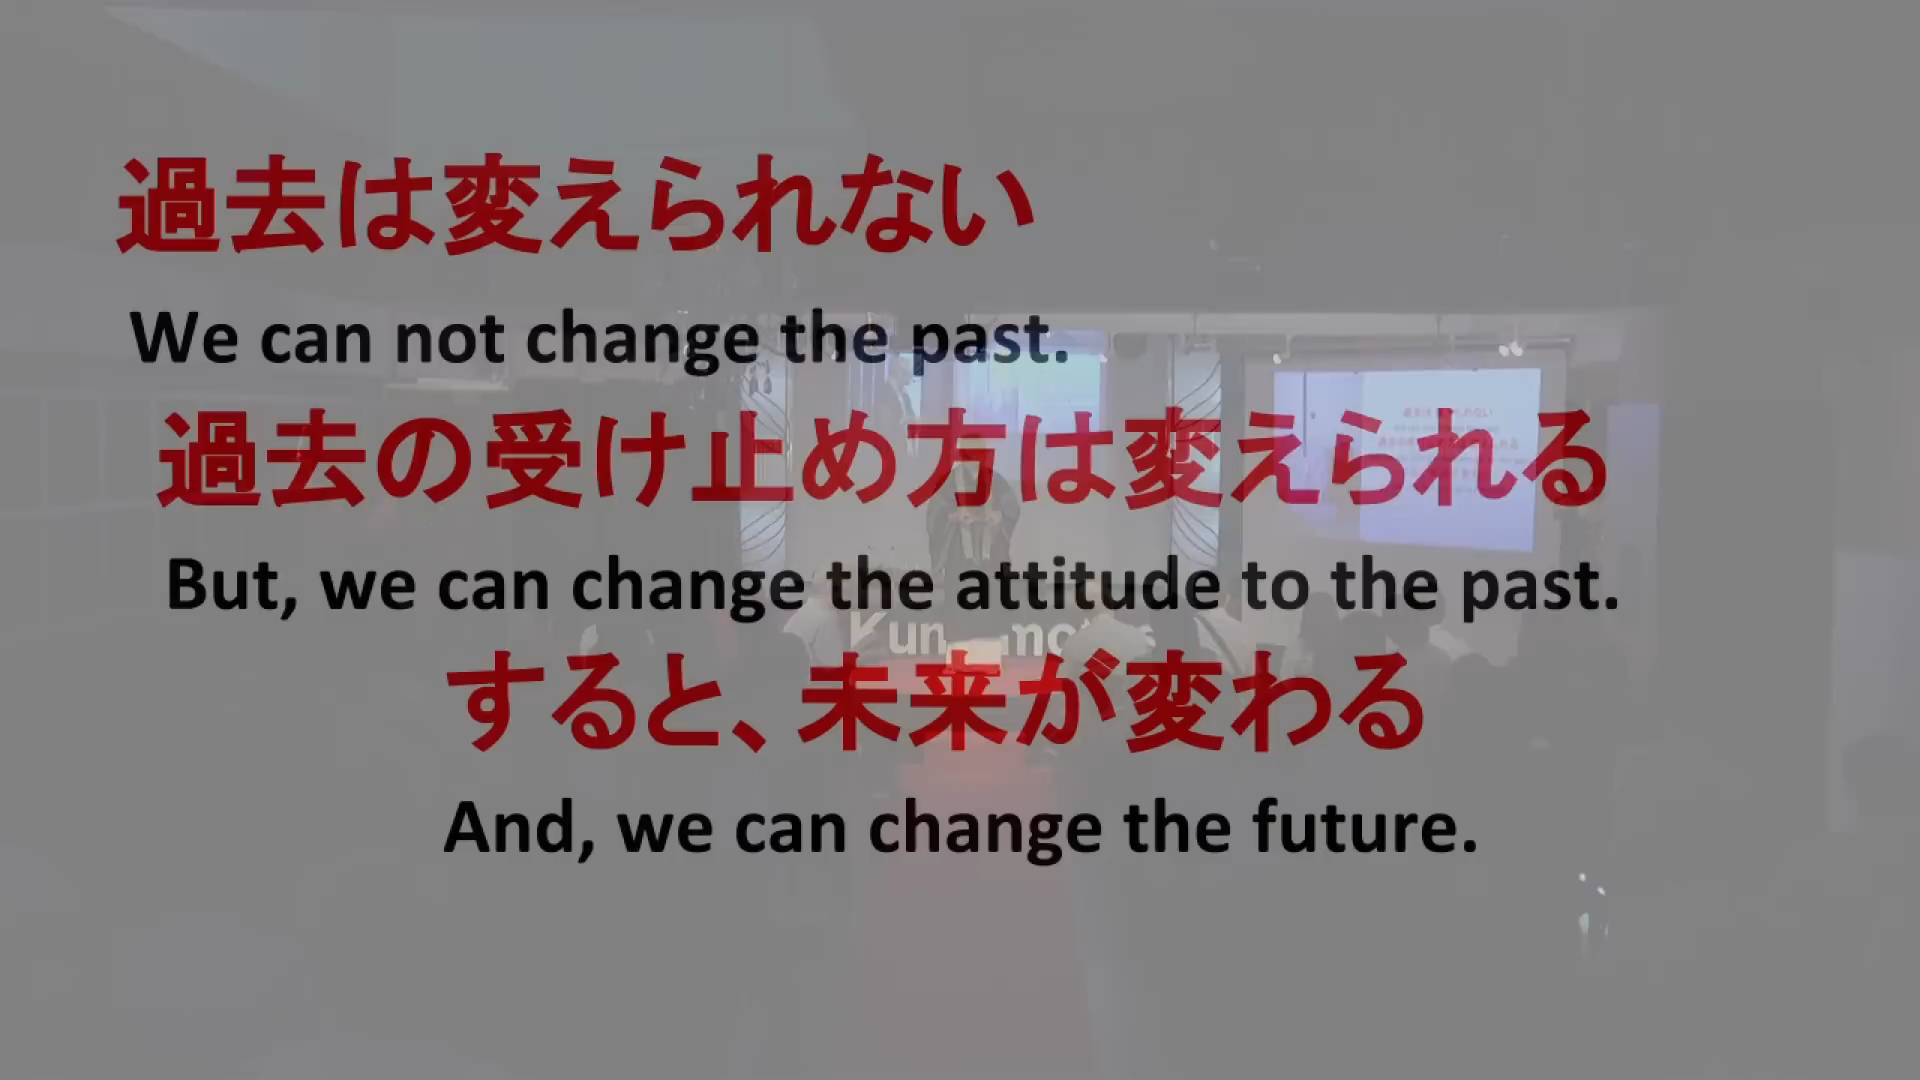 過去は変えられない
We can not change the past.
過去の受け止め方は変えられる
But, we can change the attitude to the past.
すると、未来が変わる
And, we can change the future.